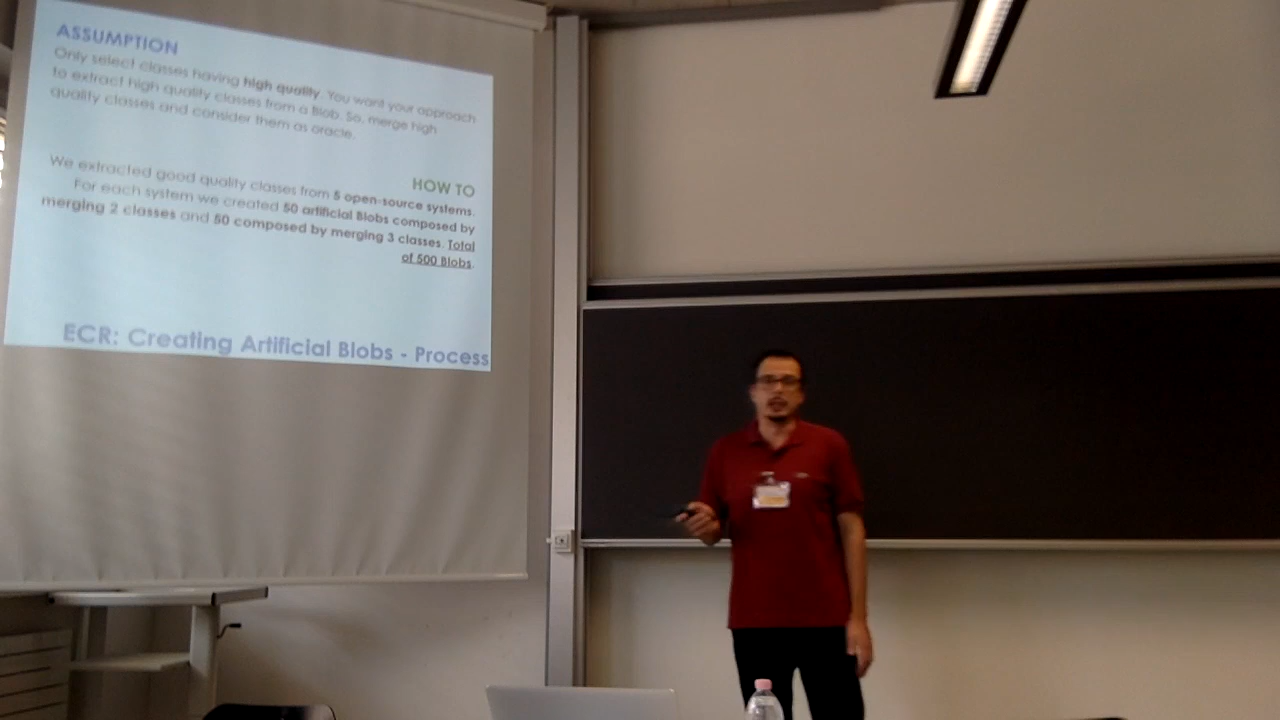 ASSUMPTION
Only select classes having high quality. You want your approach
to extract high quality classes from a Blob. So, merge high
quality classes and consider them as oracle.
HOW TO
We extracted good quality classes from 5 open-source systems.
For each system we created 50 artificial Blobs composed by
merging 2 classes and 50 composed by merging 3 classes. Total
of 500 Blobs.
ECR: Creating Artificial Blobs - Process